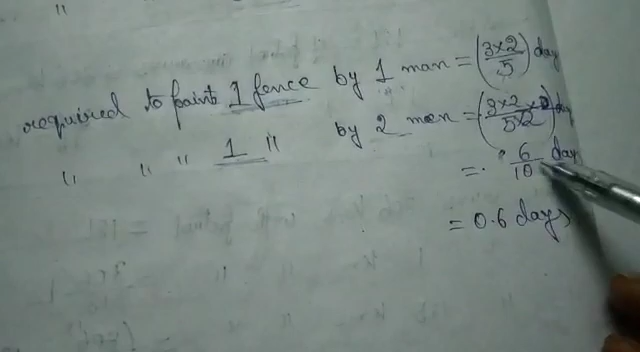 required to paint 1 fence by 1 man = (3×2/5) day
" " " 1 " by 2 men = (3×2/5×2) day
= 6/10 day
= 0.6 days